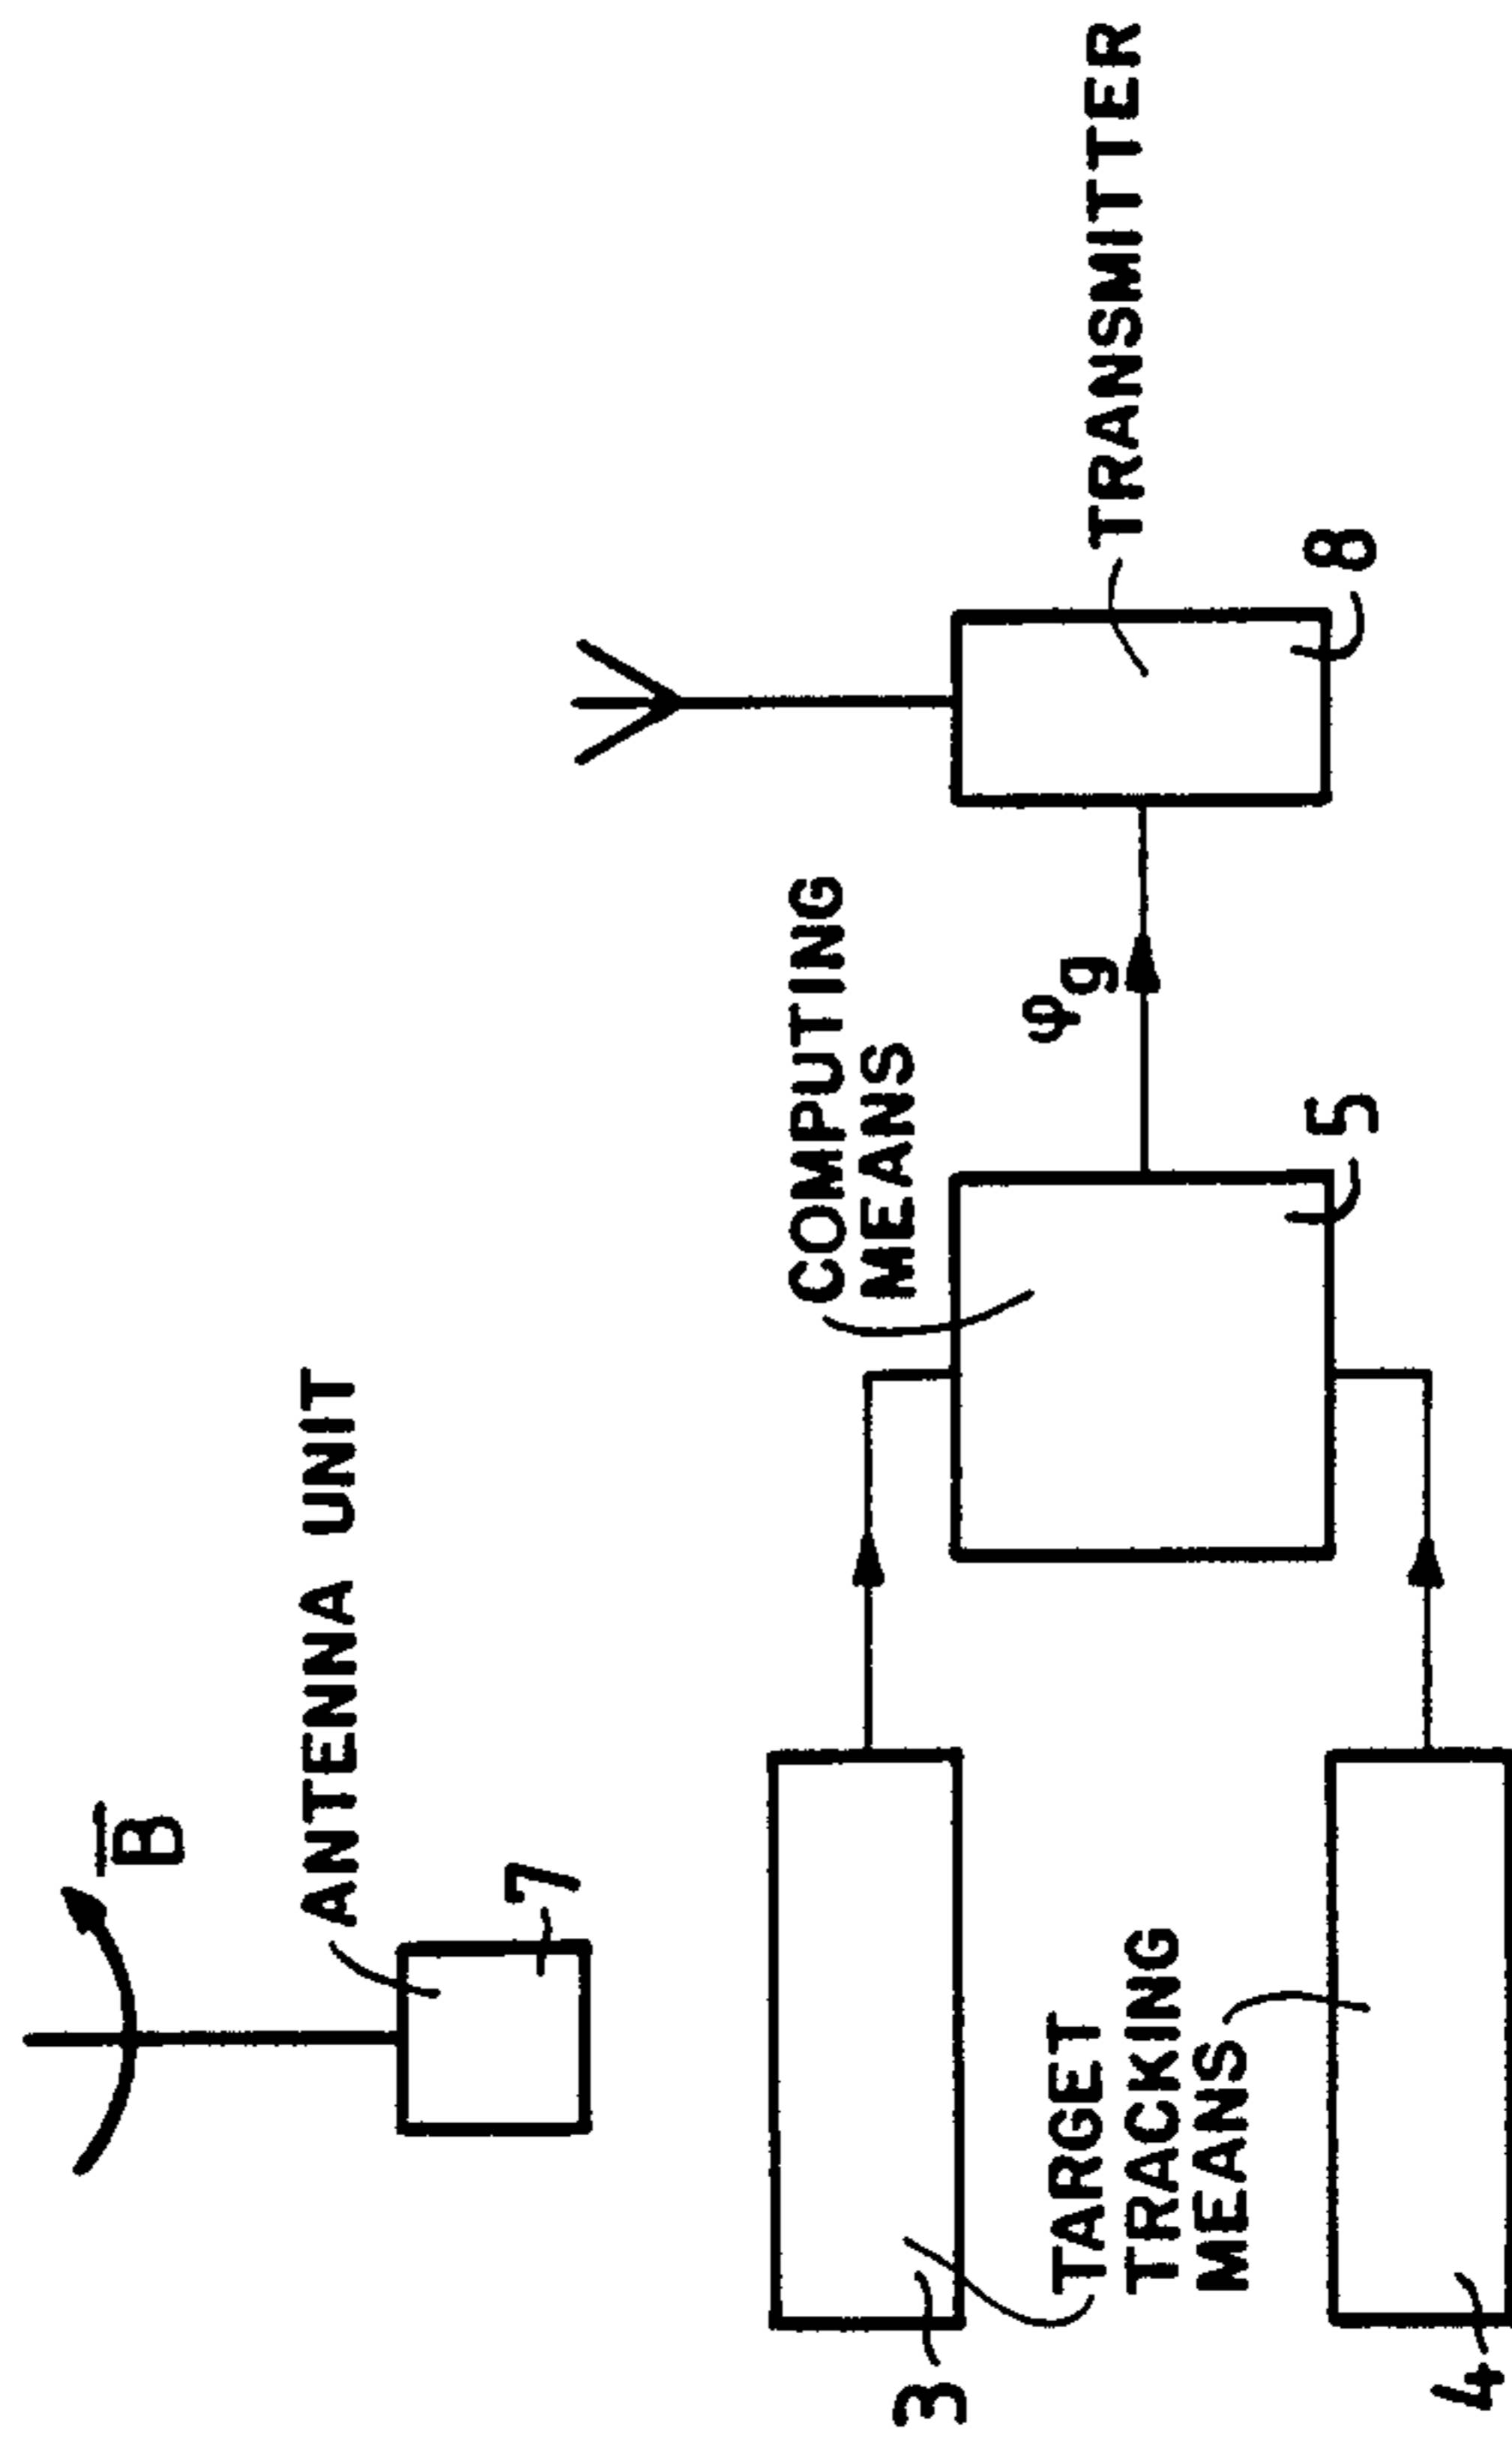 B
ANTENNA UNIT
7
COMPUTING
MEANS
TRANSMITTER
φg
3
TARGET
TRACKING
MEANS
5
8
4